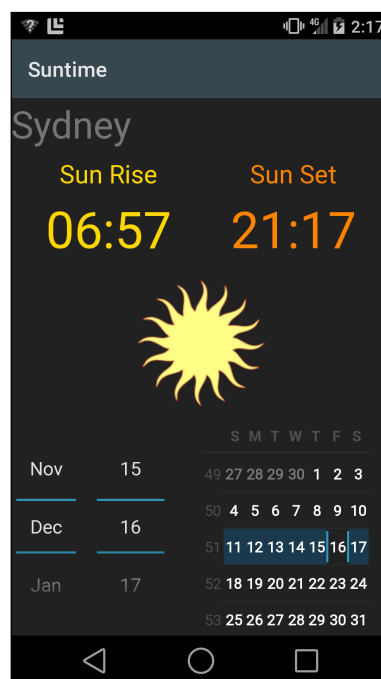 4G 2:17
Suntime
Sydney
Sun Rise Sun Set
06:57 21:17
S M T W T F S
Nov 15 49 27 28 29 30 1 2 3
50 4 5 6 7 8 9 10
Dec 16 51 11 12 13 14 15 16 17
Jan 17 52 18 19 20 21 22 23 24
53 25 26 27 28 29 30 31